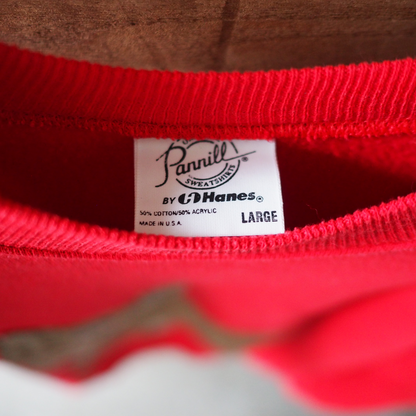 Pannill®
SWEATSHIRTS
BY Hanes®
50% COTTON/50% ACRYLIC
LARGE
MADE IN U.S.A.